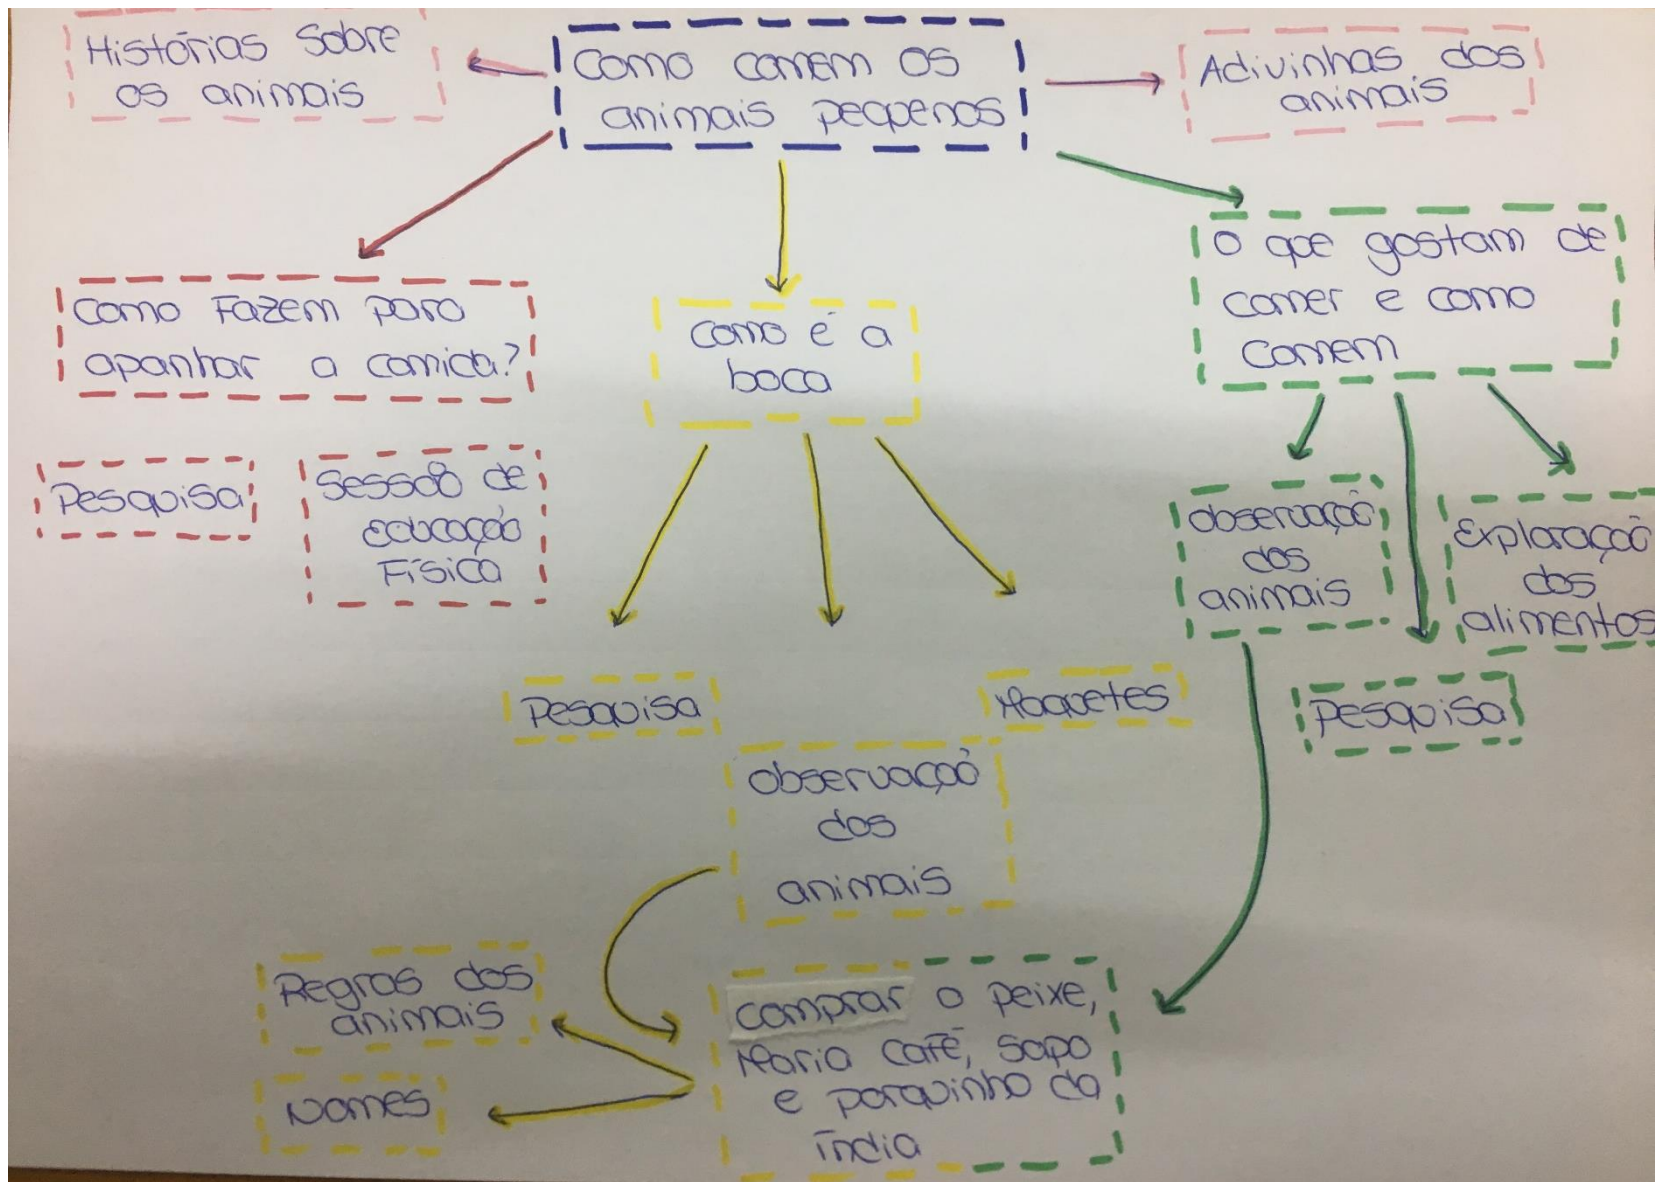 Histórias sobre
os animais
Como comem os
animais pequenos
Adivinhas dos
animais
Como fazem para
apanhar a comida?
Como é a
boca
O que gostam de
comer e como
comem
Pesquisa
Sessão de
Educação
Física
observação
dos
animais
Exploração
dos
alimentos
Pesquisa
Maquetes
Pesquisa
observação
dos
animais
Regras dos
animais
Nomes
comprar o peixe,
Maria Café, sapo
e porquinho da
índia